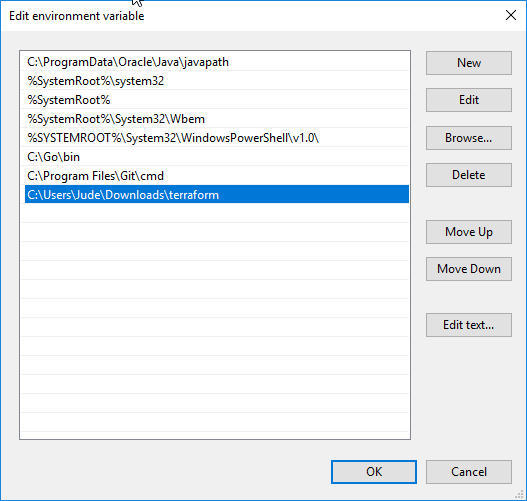 Edit environment variable
C:\ProgramData\Oracle\Java\javapath
%SystemRoot%\system32
%SystemRoot%
%SystemRoot%\System32\Wbem
%SYSTEMROOT%\System32\WindowsPowerShell\v1.0\
C:\Go\bin
C:\Program Files\Git\cmd
C:\Users\Jude\Downloads\terraform
New
Edit
Browse...
Delete
Move Up
Move Down
Edit text...
OK
Cancel